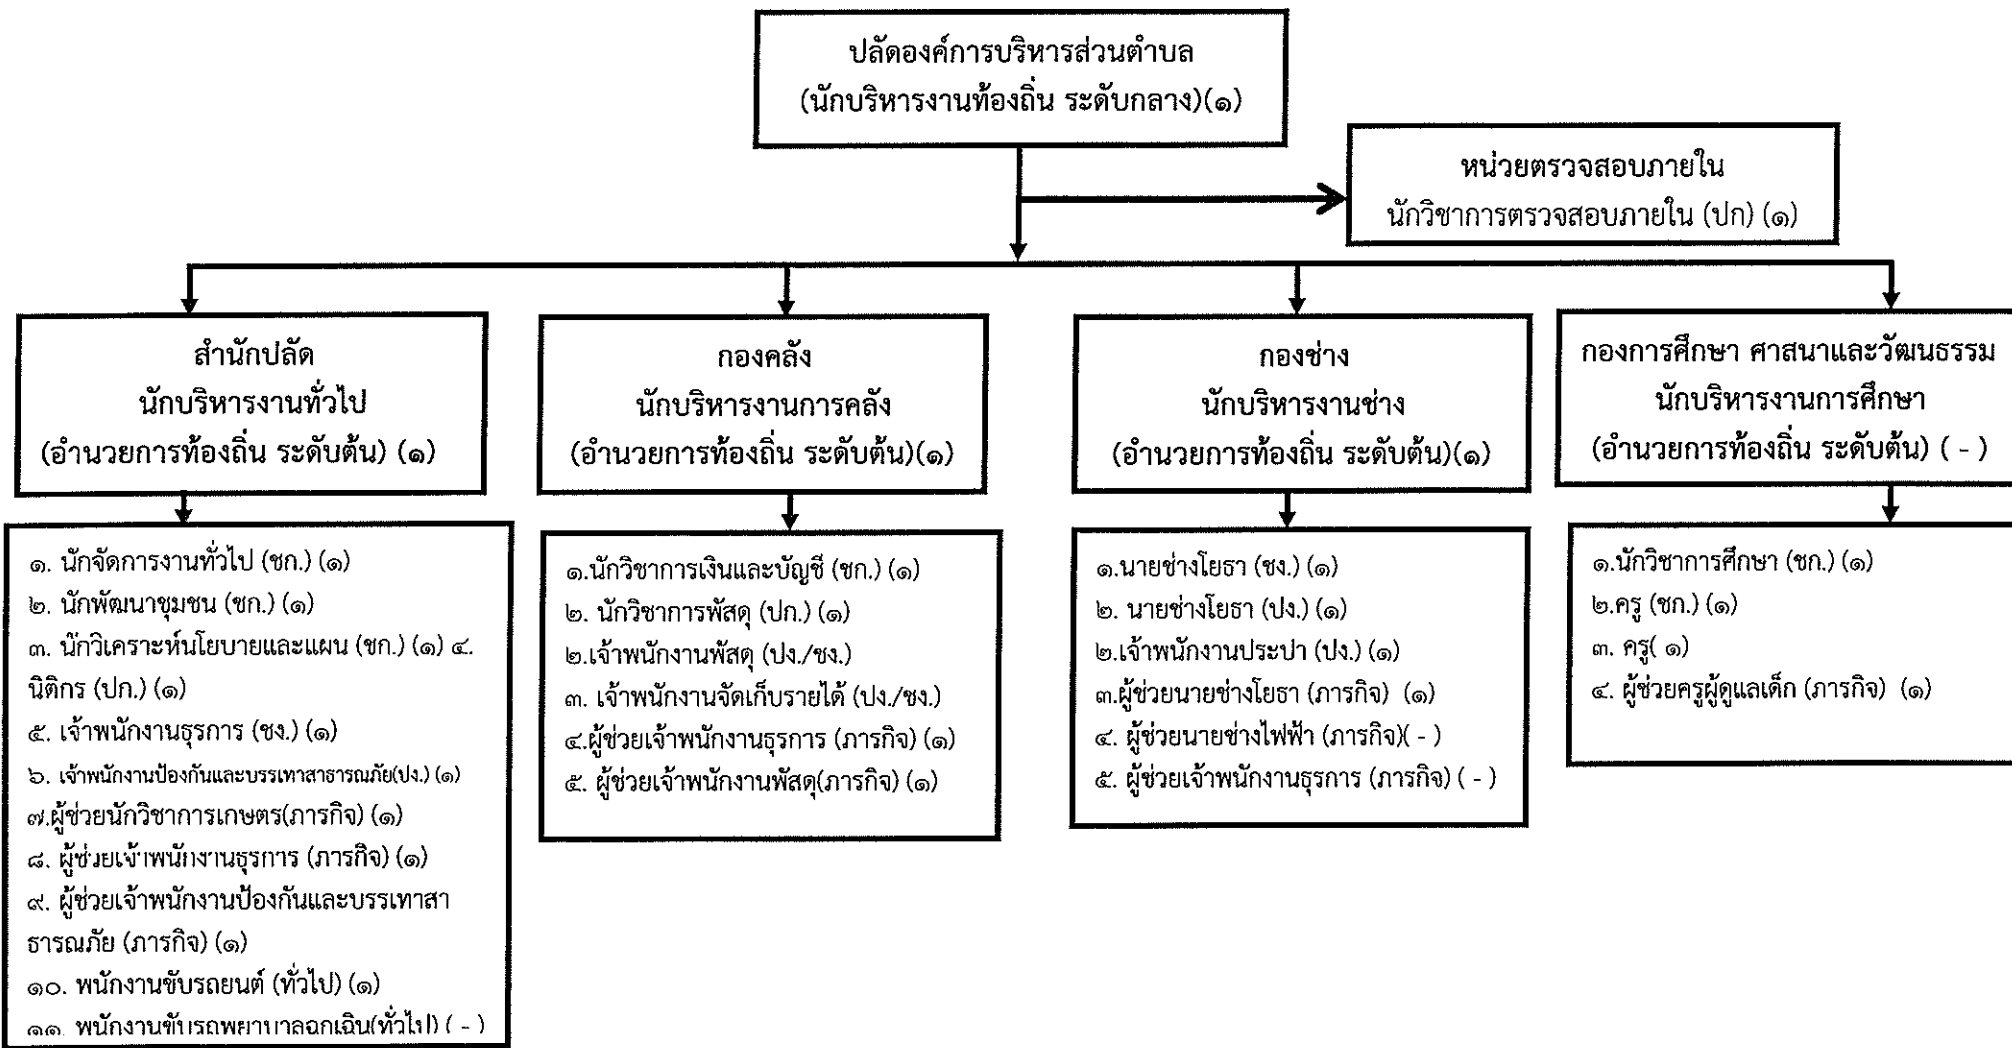 ปลัดองค์การบริหารส่วนตำบล
(นักบริหารงานท้องถิ่น ระดับกลาง)(๑)
หน่วยตรวจสอบภายใน
นักวิชาการตรวจสอบภายใน (ปก) (๑)
สำนักปลัด
นักบริหารงานทั่วไป
(อำนวยการท้องถิ่น ระดับต้น) (๑)
กองคลัง
นักบริหารงานการคลัง
(อำนวยการท้องถิ่น ระดับต้น)(๑)
กองช่าง
นักบริหารงานช่าง
(อำนวยการท้องถิ่น ระดับต้น)(๑)
กองการศึกษา ศาสนาและวัฒนธรรม
นักบริหารงานการศึกษา
(อำนวยการท้องถิ่น ระดับต้น) ( - )
๑. นักจัดการงานทั่วไป (ชก.) (๑)
๒. นักพัฒนาชุมชน (ชก.) (๑)
๓. นักวิเคราะห์นโยบายและแผน (ชก.) (๑) ๔.
นิติกร (ปก.) (๑)
๕. เจ้าพนักงานธุรการ (ชง.) (๑)
๖. เจ้าพนักงานป้องกันและบรรเทาสาธารณภัย(ปง.) (๑)
๗.ผู้ช่วยนักวิชาการเกษตร(ภารกิจ) (๑)
๘. ผู้ช่วยเจ้าพนักงานธุรการ (ภารกิจ) (๑)
๙. ผู้ช่วยเจ้าพนักงานป้องกันและบรรเทาสา
ธารณภัย (ภารกิจ) (๑)
๑๐. พนักงานขับรถยนต์ (ทั่วไป) (๑)
๑๑. พนักงานขับรถพยาบาลฉุกเฉิน(ทั่วไป) ( - )
๑.นักวิชาการเงินและบัญชี (ชก.) (๑)
๒. นักวิชาการพัสดุ (ปก.) (๑)
๒.เจ้าพนักงานพัสดุ (ปง./ชง.)
๓. เจ้าพนักงานจัดเก็บรายได้ (ปง./ชง.)
๔.ผู้ช่วยเจ้าพนักงานธุรการ (ภารกิจ) (๑)
๕. ผู้ช่วยเจ้าพนักงานพัสดุ(ภารกิจ) (๑)
๑.นายช่างโยธา (ชง.) (๑)
๒. นายช่างโยธา (ปง.) (๑)
๒.เจ้าพนักงานประปา (ปง.) (๑)
๓.ผู้ช่วยนายช่างโยธา (ภารกิจ) (๑)
๔. ผู้ช่วยนายช่างไฟฟ้า (ภารกิจ)( - )
๕. ผู้ช่วยเจ้าพนักงานธุรการ (ภารกิจ) ( - )
๑.นักวิชาการศึกษา (ชก.) (๑)
๒.ครู (ชก.) (๑)
๓. ครู( ๑)
๔. ผู้ช่วยครูผู้ดูแลเด็ก (ภารกิจ) (๑)